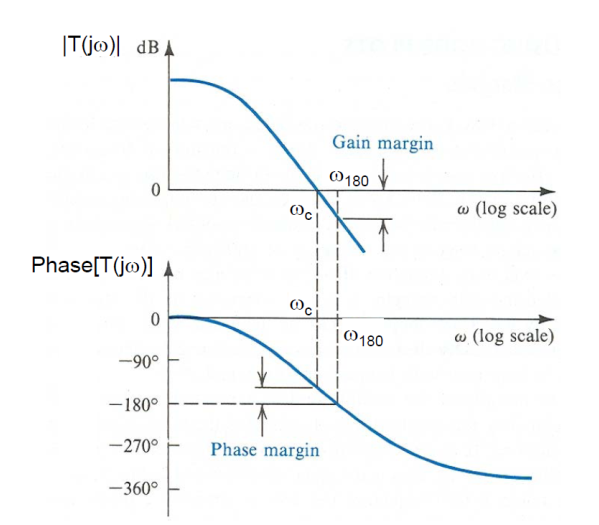 |T(jω)| dB
Gain margin
ω180
0
ωc
ω (log scale)
Phase[T(jω)]
ωc
0
ω180
ω (log scale)
−90°
−180°
−270°
Phase margin
−360°